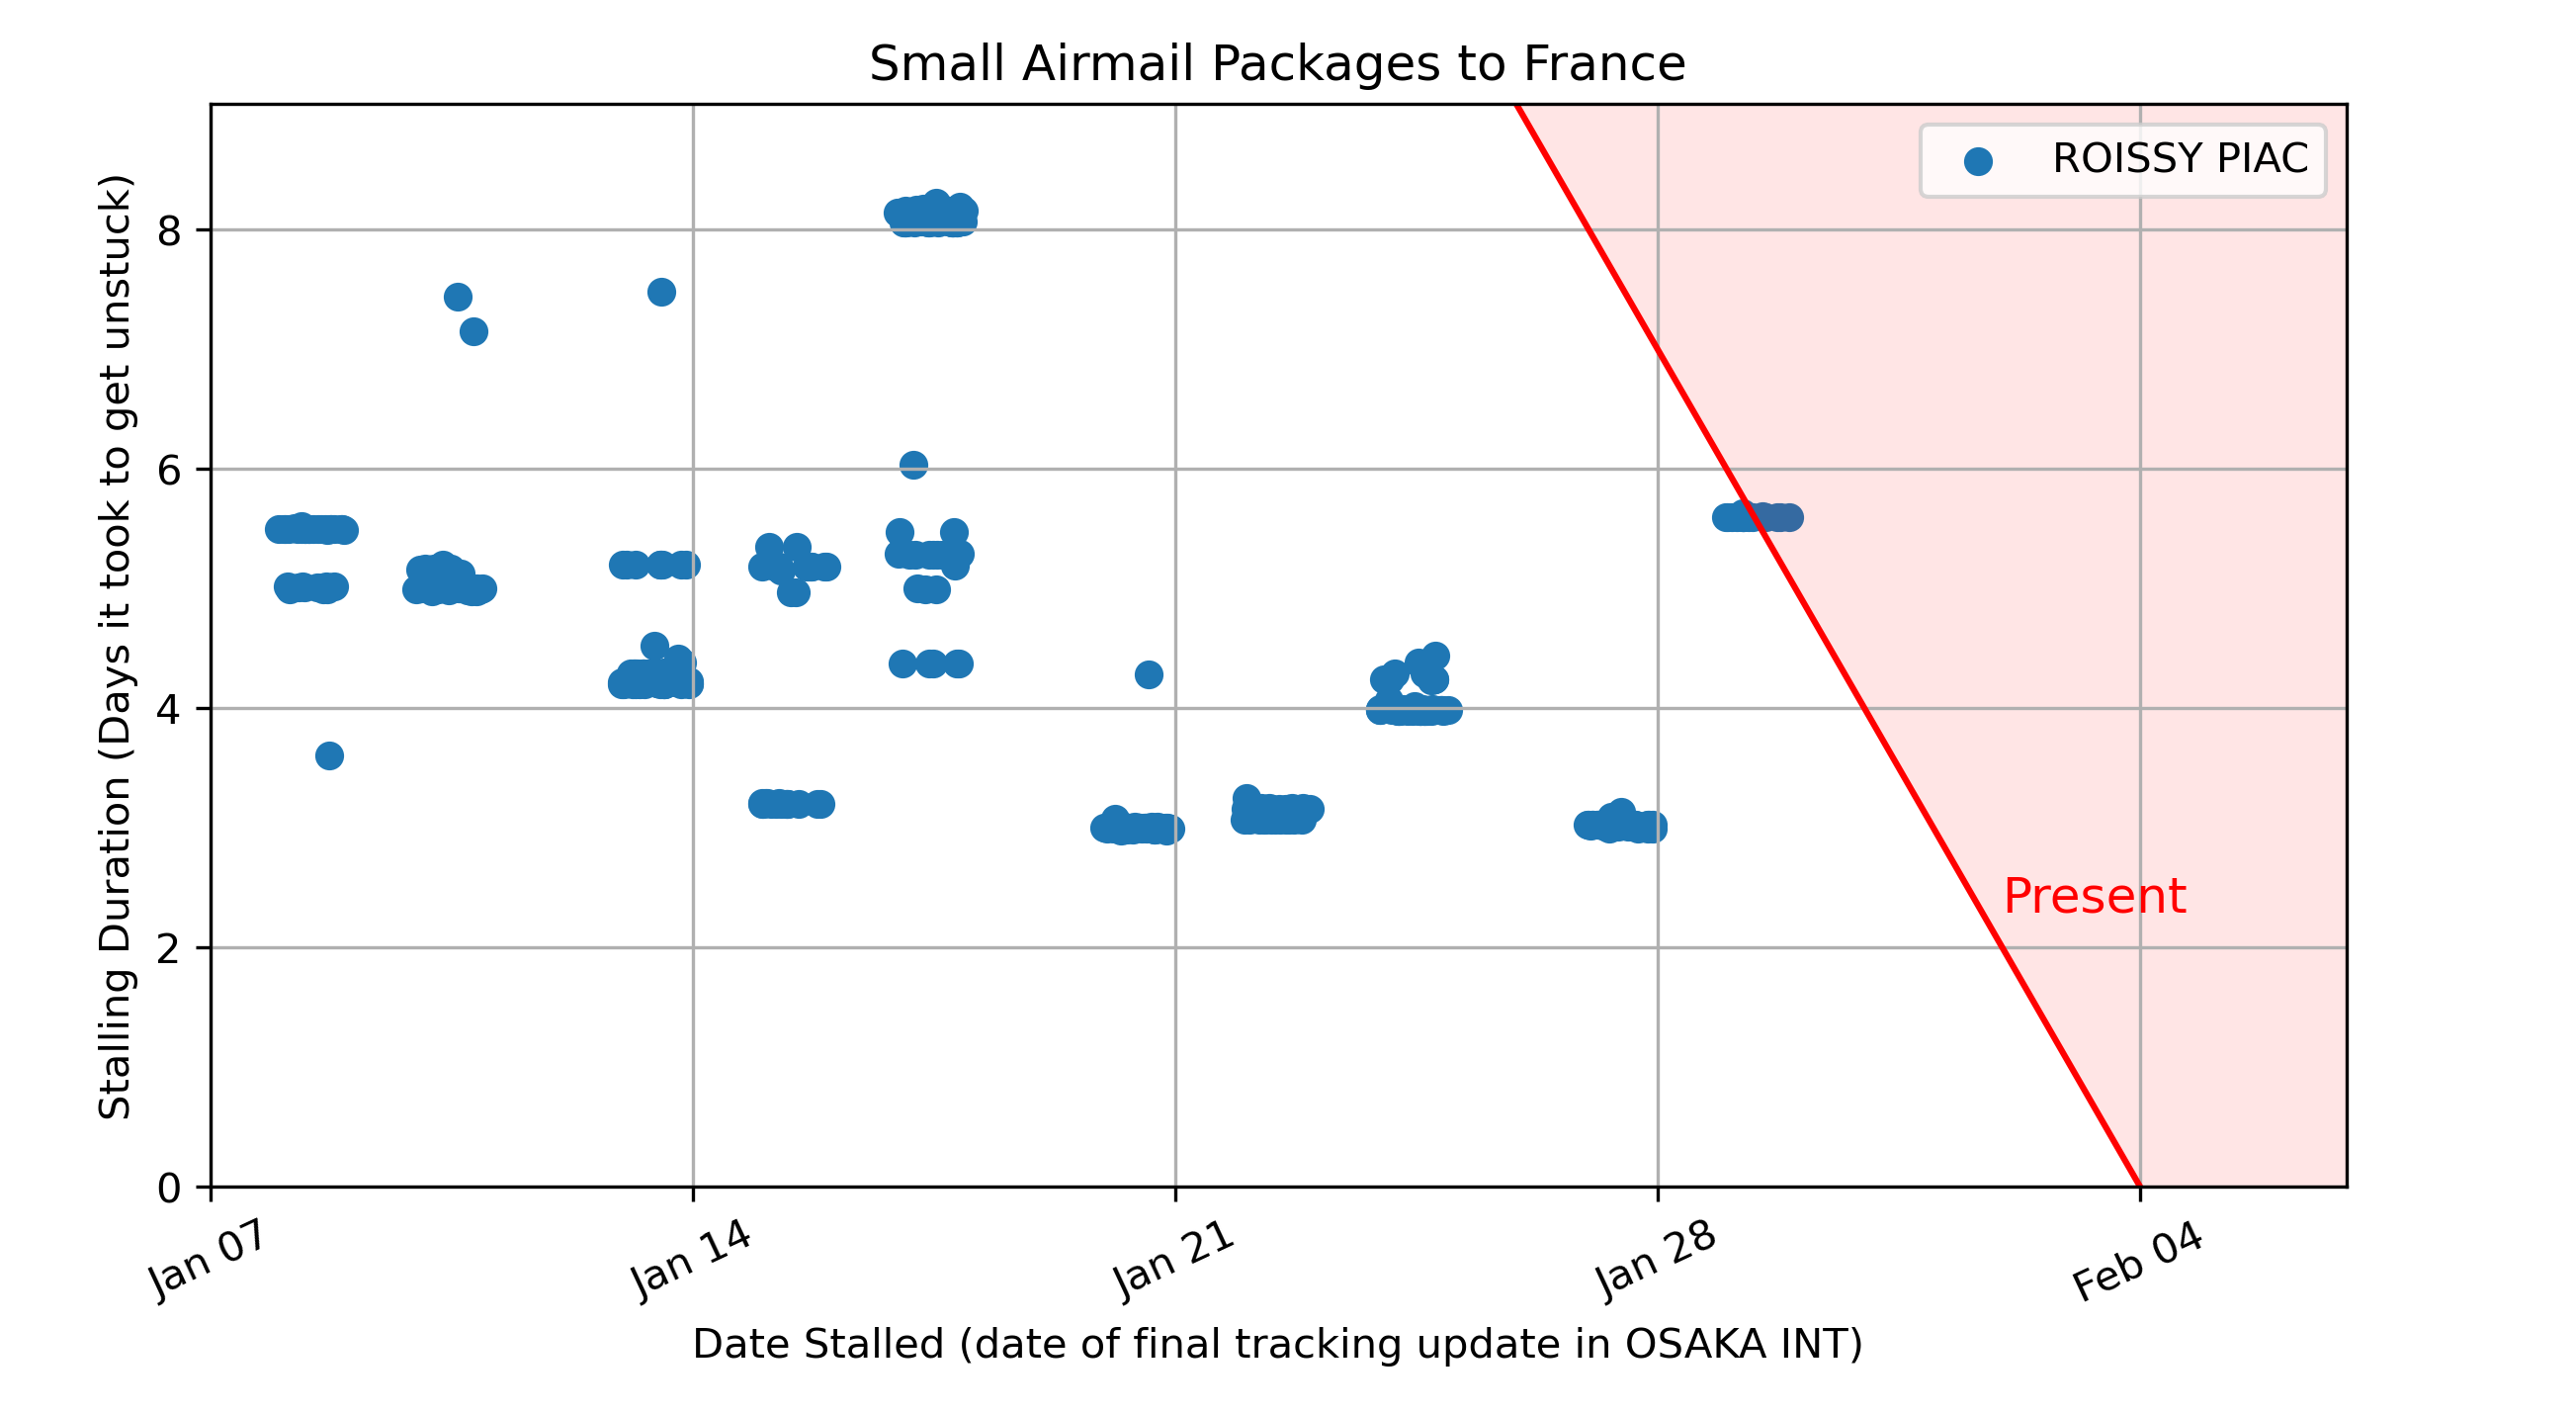 Small Airmail Packages to France
ROISSY PIAC
Stalling Duration (Days it took to get unstuck)
8
6
4
2
0
Present
Jan 07
Jan 14
Jan 21
Jan 28
Feb 04
Date Stalled (date of final tracking update in OSAKA INT)